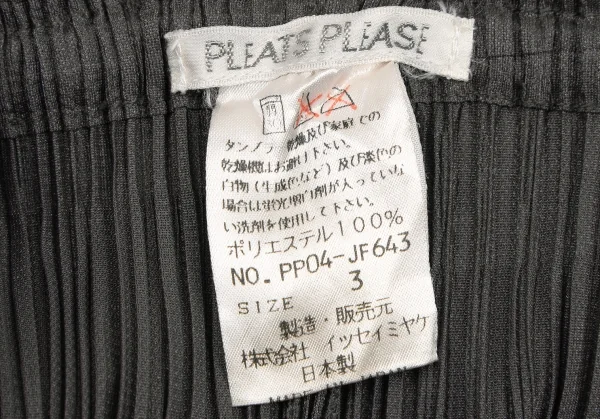 PLEATS PLEASE
タンブラー乾燥及び家庭での
乾燥機はお避け下さい。
白物(生成色など)及び淡色の
場合は蛍光増白剤が入っていな
い洗剤を使用して下さい。
ポリエステル100%
NO. PP04-JF643
SIZE 3
製造・販売元
株式会社 イッセイミヤケ
日本製
MADE IN JAPAN